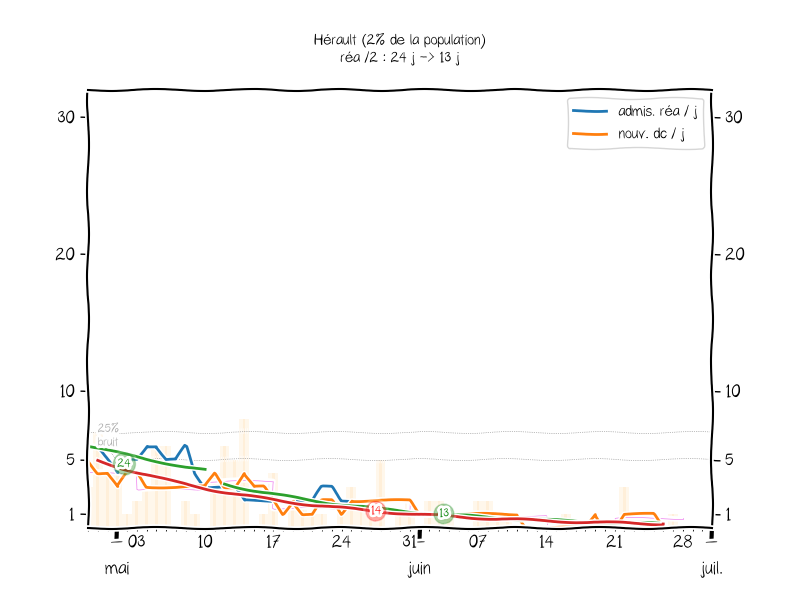 Hérault (2% de la population)
réa /2 : 24 j -> 13 j
admis. réa / j
nouv. dc / j
30
30
20
20
10
10
25%
bruit
5
5
24
14
13
1
1
03 10 17 24 31 07 14 21 28
mai juin juil.